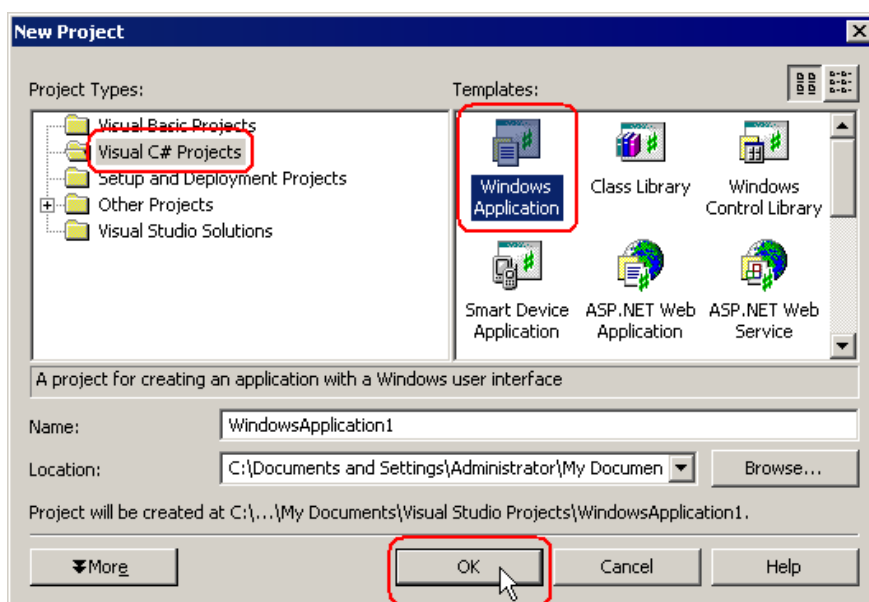 New Project
Project Types:
Templates:
Visual Basic Projects
Visual C# Projects
Setup and Deployment Projects
Other Projects
Visual Studio Solutions
Windows
Application
Class Library
Windows
Control Library
Smart Device
Application
ASP.NET Web
Application
ASP.NET Web
Service
A project for creating an application with a Windows user interface
Name:
WindowsApplication1
Location:
C:\Documents and Settings\Administrator\My Documen
Browse...
Project will be created at C:\...\My Documents\Visual Studio Projects\WindowsApplication1.
More
OK
Cancel
Help